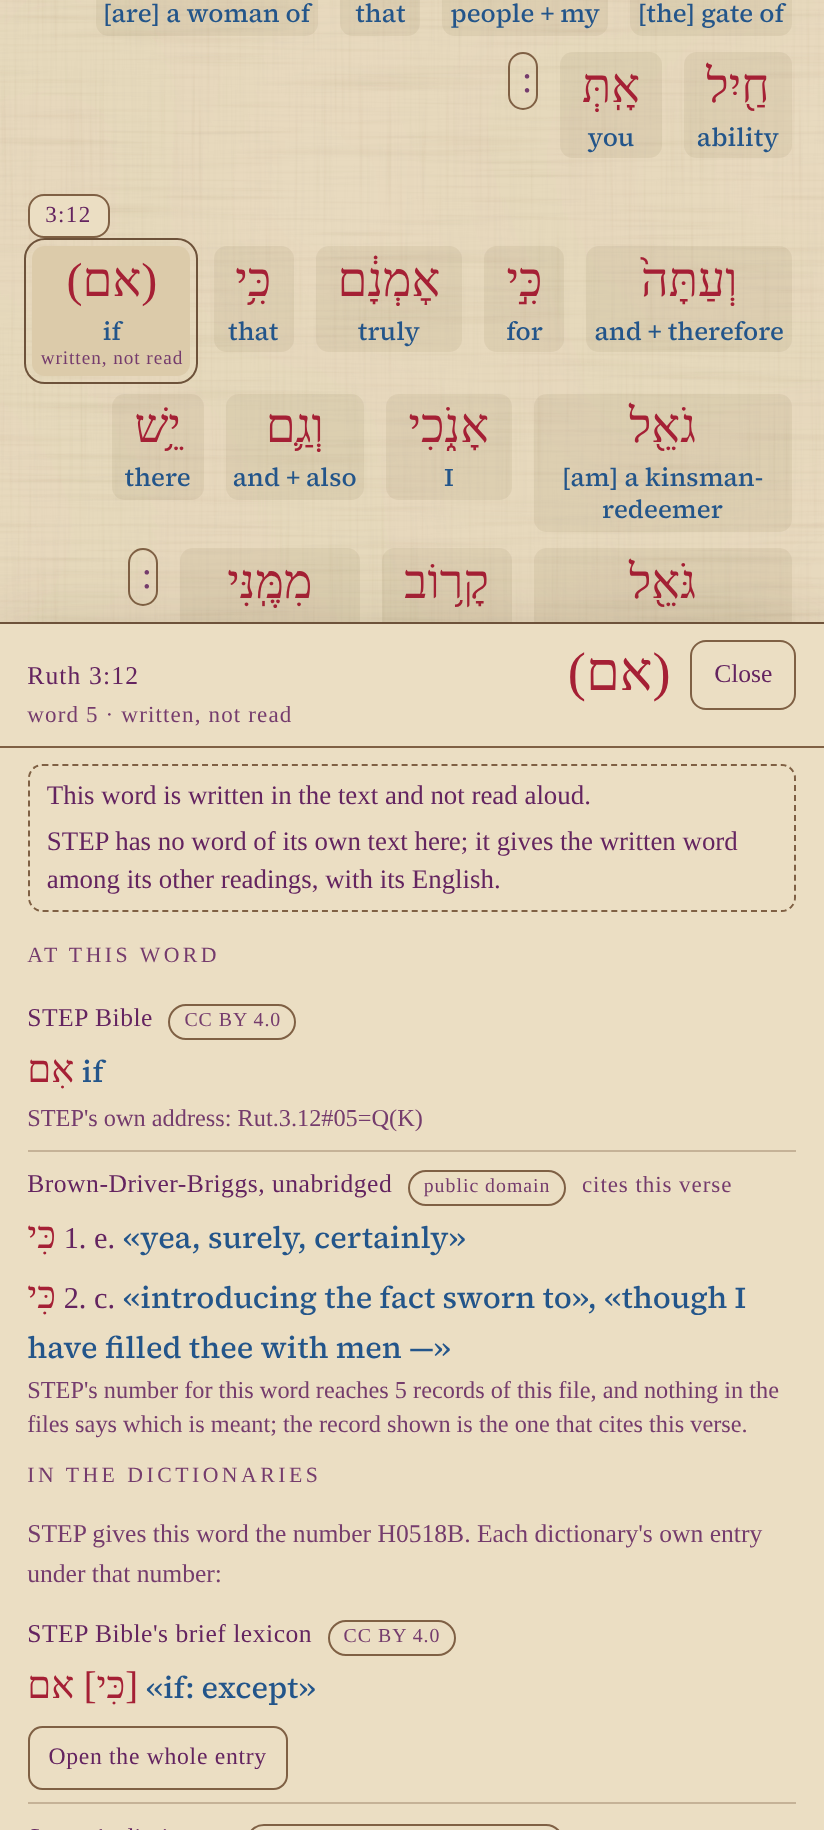 [are] a woman of that people + my [the] gate of
חַ֖יִל אָֽתְּ ׃
ability you
3:12
וְעַתָּה֙ כִּ֣י אָמְנָ֔ם כִּ֥י (אם)
and + therefore for truly that if
written, not read
גֹאֵ֖ל אָנֹ֑כִי וְגַ֛ם יֵ֥שׁ
[am] a kinsman-redeemer I and + also there
גֹּאֵ֖ל קָר֥וֹב מִמֶּֽנִּי ׃
Ruth 3:12 (אם) Close
word 5 · written, not read
This word is written in the text and not read aloud.
STEP has no word of its own text here; it gives the written word
among its other readings, with its English.
AT THIS WORD
STEP Bible CC BY 4.0
אִם if
STEP's own address: Rut.3.12#05=Q(K)
Brown-Driver-Briggs, unabridged public domain cites this verse
כִּי 1. e. «yea, surely, certainly»
כִּי 2. c. «introducing the fact sworn to», «though I
have filled thee with men —»
STEP's number for this word reaches 5 records of this file, and nothing in the
files says which is meant; the record shown is the one that cites this verse.
IN THE DICTIONARIES
STEP gives this word the number H0518B. Each dictionary's own entry
under that number:
STEP Bible's brief lexicon CC BY 4.0
[כִּי] אם «if: except»
Open the whole entry